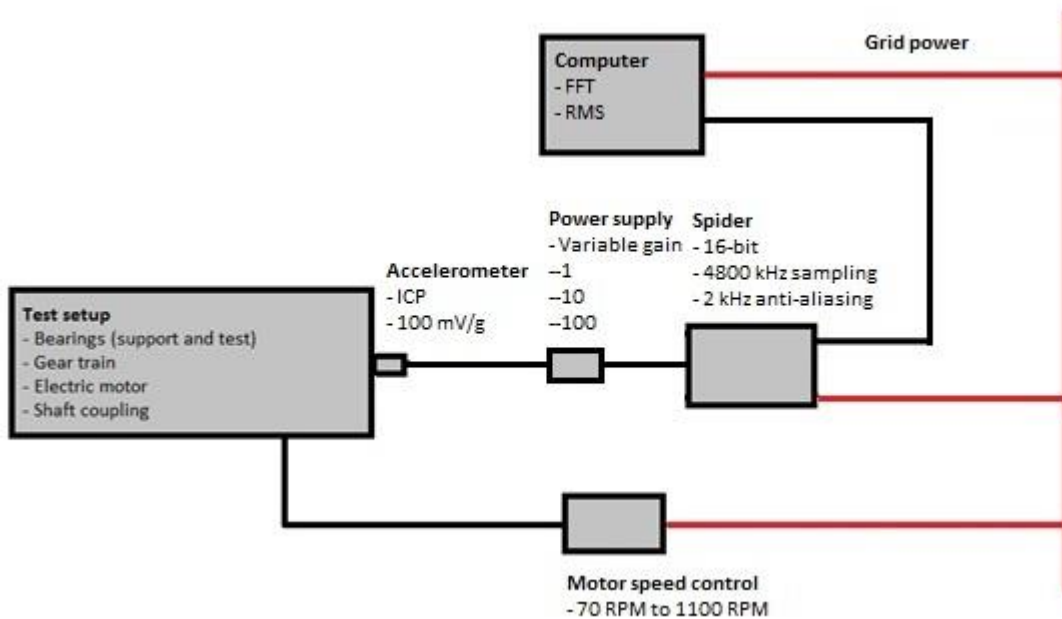 Grid power
Computer
- FFT
- RMS
Power supply
- Variable gain
--1
--10
--100
Spider
- 16-bit
- 4800 kHz sampling
- 2 kHz anti-aliasing
Accelerometer
- ICP
- 100 mV/g
Test setup
- Bearings (support and test)
- Gear train
- Electric motor
- Shaft coupling
Motor speed control
- 70 RPM to 1100 RPM